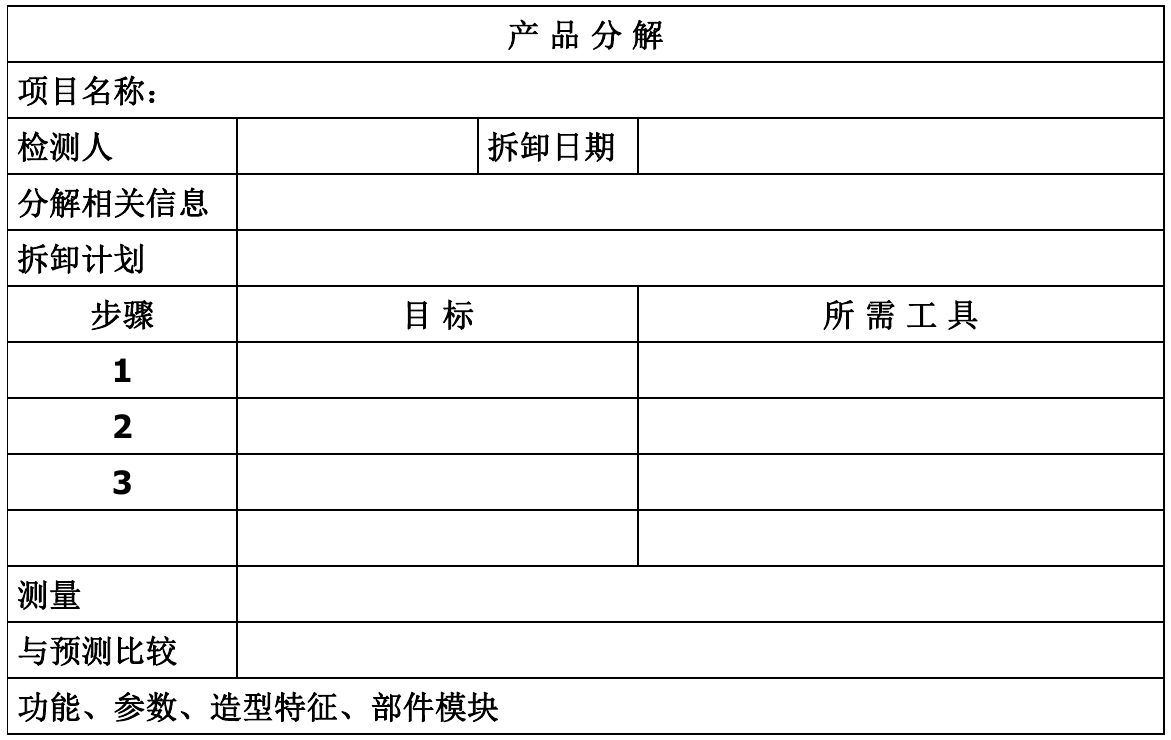 产 品 分 解
项目名称：
检测人 拆卸日期
分解相关信息
拆卸计划
步骤 目 标 所 需 工 具
1
2
3
测量
与预测比较
功能、参数、造型特征、部件模块